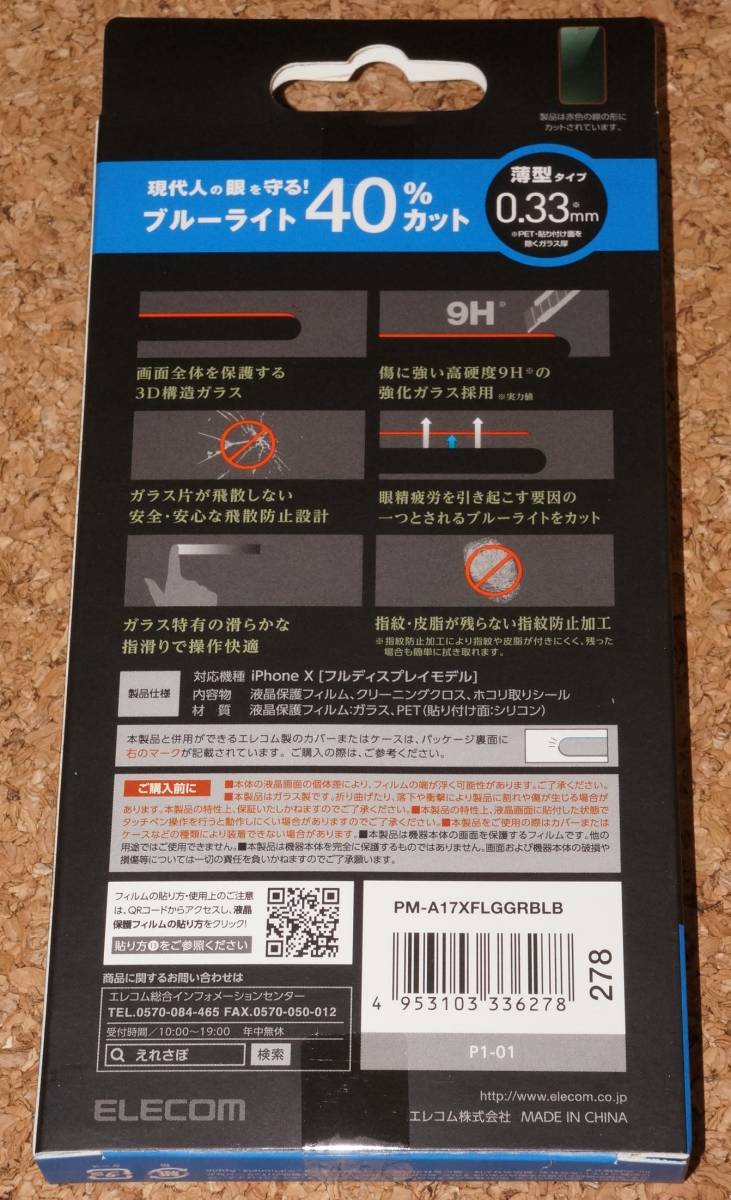 製品は赤色の線の形に
カットされています。
現代人の眼を守る!
ブルーライト40%カット
薄型タイプ
0.33※mm
※PET・貼り付け面を
除くガラス厚
画面全体を保護する
3D構造ガラス
9H※
傷に強い高硬度9H※の
強化ガラス採用 ※実力値
ガラス片が飛散しない
安全・安心な飛散防止設計
眼精疲労を引き起こす要因の
一つとされるブルーライトをカット
ガラス特有の滑らかな
指滑りで操作快適
指紋・皮脂が残らない指紋防止加工
※指紋防止加工により指紋や皮脂が付きにくく、残った
場合も簡単に拭き取れます。
製品仕様
対応機種 iPhone X [フルディスプレイモデル]
内容物 液晶保護フィルム、クリーニングクロス、ホコリ取りシール
材 質 液晶保護フィルム:ガラス、PET(貼り付け面:シリコン)
本製品と併用ができるエレコム製のカバーまたはケースは、パッケージ裏面に
右のマークが記載されています。ご購入の際は、ご参考ください。
ご購入前に ■本体の液晶画面の個体差により、フィルムの端が浮く可能性があります。ご了承ください。
■本製品はガラス製です。折り曲げたり、落下や衝撃により製品に割れや傷が生じる場合が
あります。本製品の特性上、保証いたしかねますのでご了承ください。■本製品の特性上、液晶画面に貼付した状態で
タッチペン操作を行うと動作しにくい場合がありますのでご了承ください。■本製品をご使用の際はカバーまたは
ケースなどの種類により装着できない場合があります。■本製品は機器本体の画面を保護するフィルムです。他の
用途ではご使用できません。■本製品は機器本体を完全に保護するものではありません。画面および機器本体の破損や
損傷等については一切の責任を負いかねますのでご了承願います。
フィルムの貼り方・使用上のご注意
は、QRコードからアクセスし、液晶
保護フィルムの貼り方をクリック!
貼り方⑪をご参照ください
商品に関するお問い合わせは
エレコム総合インフォメーションセンター
TEL.0570-084-465 FAX.0570-050-012
受付時間/10:00~19:00 年中無休
えれさぽ 検索
PM-A17XFLGGRBLB
4 953103 336278
278
P1-01
ELECOM
http://www.elecom.co.jp
エレコム株式会社 MADE IN CHINA